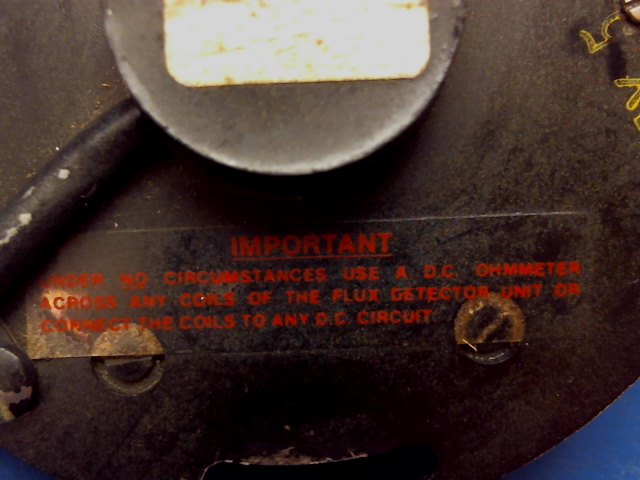 IMPORTANT
UNDER NO CIRCUMSTANCES USE A D.C. OHMMETER
ACROSS ANY COILS OF THE FLUX DETECTOR UNIT OR
CONNECT THE COILS TO ANY D.C. CIRCUIT